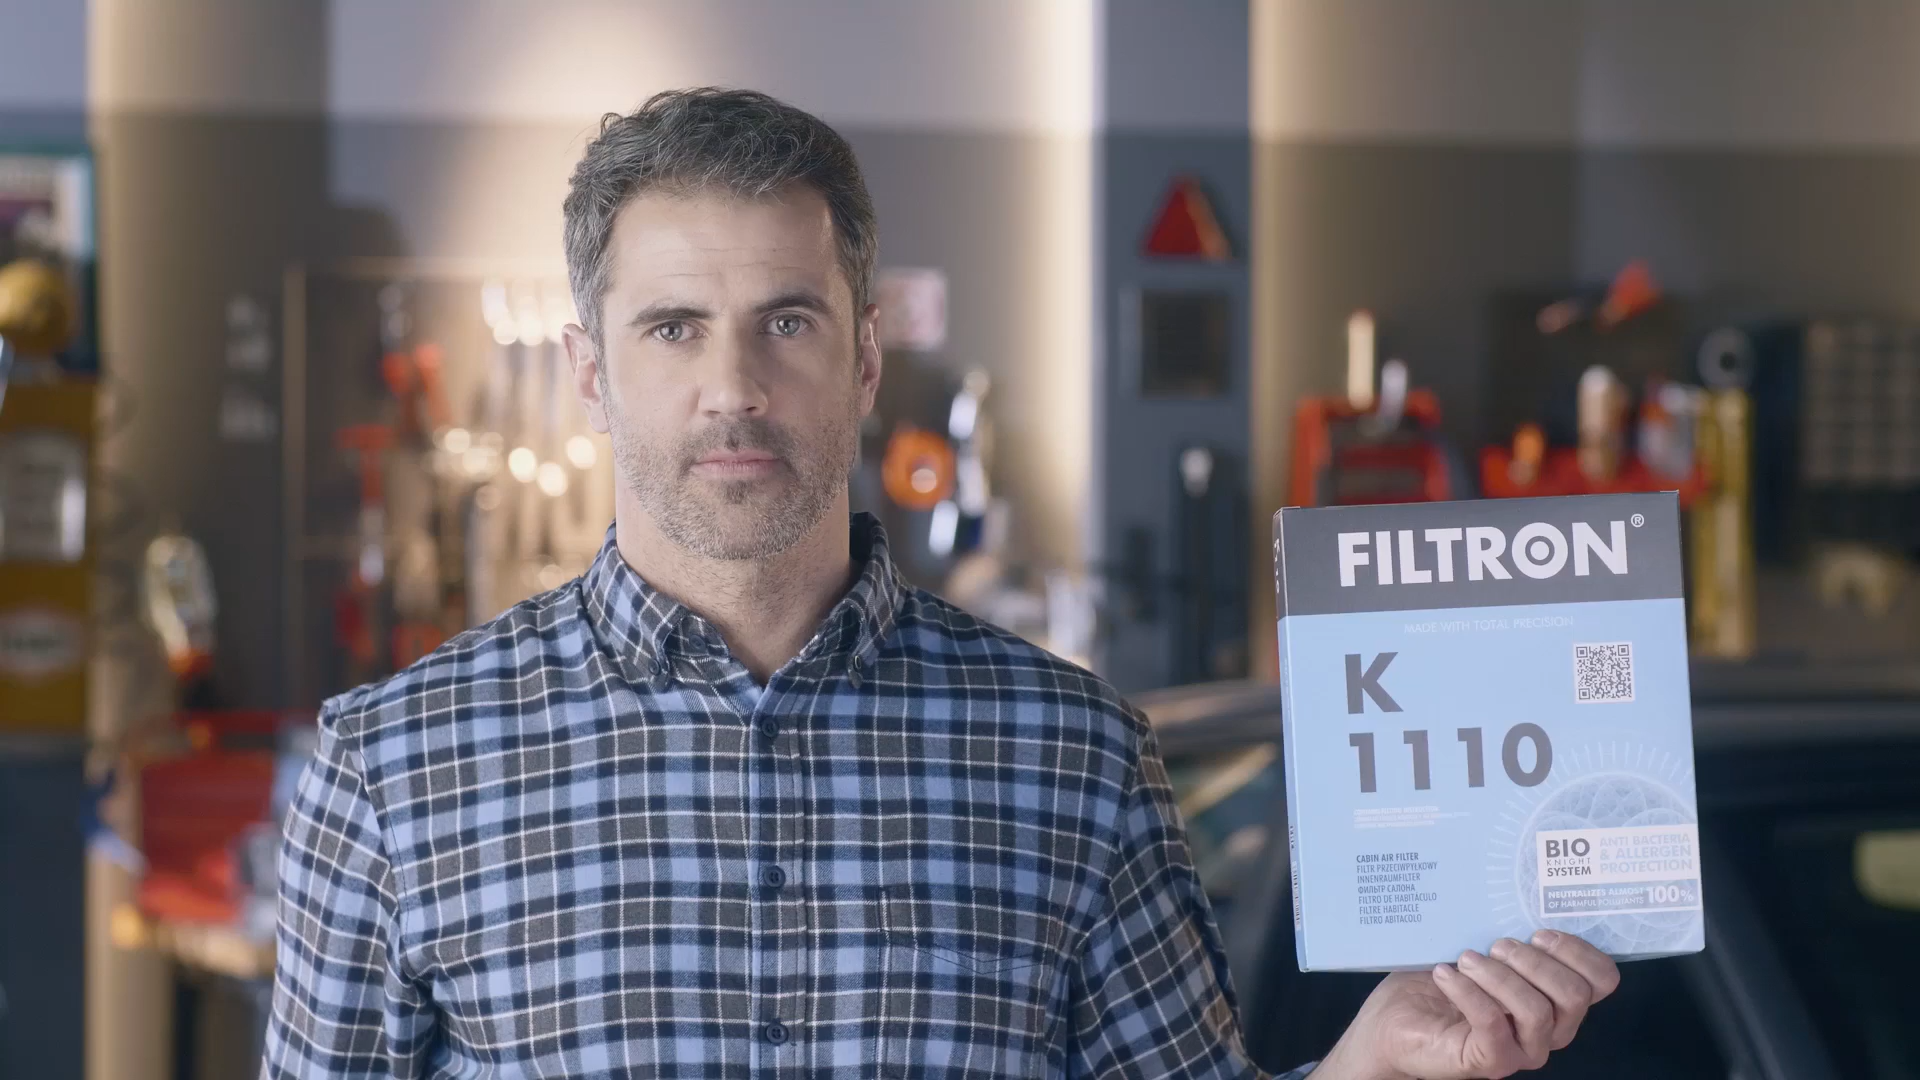 FILTRON®
MADE WITH TOTAL PRECISION
K
1110
CABIN AIR FILTER
FILTR PRZECIWPYŁKOWY
INNENRAUMFILTER
ФИЛЬТР САЛОНА
FILTRO DE HABITÁCULO
FILTRE HABITACLE
FILTRO ABITACOLO
BIO
KNIGHT
SYSTEM
ANTI BACTERIA
& ALLERGEN
PROTECTION
NEUTRALIZES ALMOST 100%
OF HARMFUL POLLUTANTS